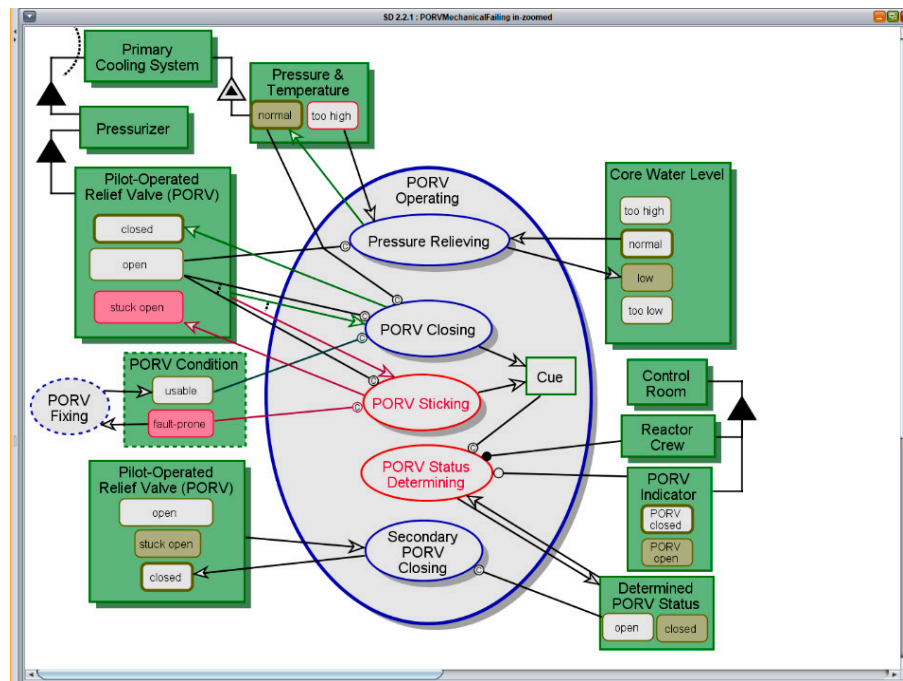 SD 2.2.1 : PORVMechanicalFailing in-zoomed
Primary
Cooling System
Pressurizer
Pressure &
Temperature
normal
too high
Pilot-Operated
Relief Valve (PORV)
closed
open
stuck open
PORV
Operating
Pressure Relieving
Core Water Level
too high
normal
low
too low
PORV Closing
PORV Condition
usable
fault-prone
PORV
Fixing
PORV Sticking
Cue
Control
Room
Reactor
Crew
PORV Status
Determining
PORV
Indicator
PORV
closed
PORV
open
Pilot-Operated
Relief Valve (PORV)
open
stuck open
closed
Secondary
PORV
Closing
Determined
PORV Status
open
closed